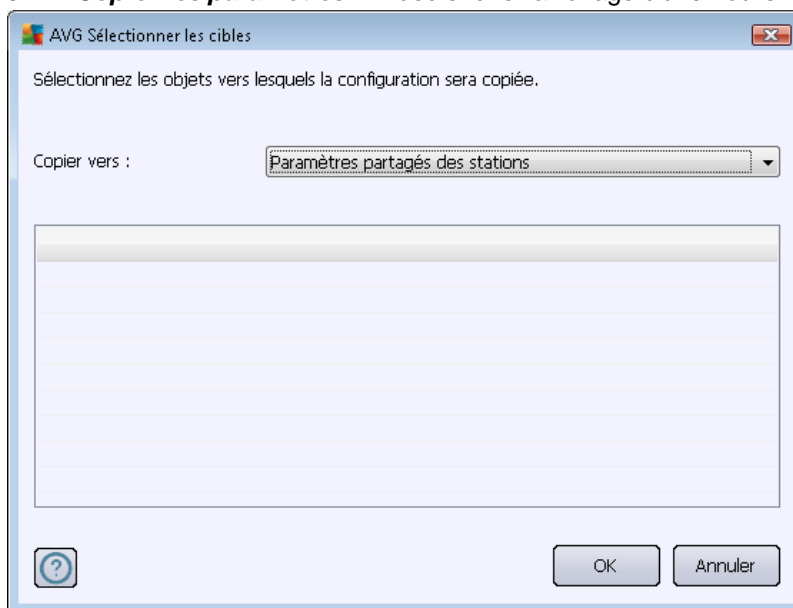 AVG Sélectionner les cibles
Sélectionnez les objets vers lesquels la configuration sera copiée.
Copier vers :
Paramètres partagés des stations
?
OK
Annuler